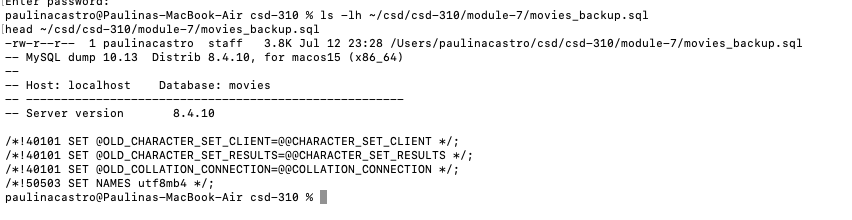 Enter password:
paulinacastro@Paulinas-MacBook-Air csd-310 % ls -lh ~/csd/csd-310/module-7/movies_backup.sql
head ~/csd/csd-310/module-7/movies_backup.sql
-rw-r--r--  1 paulinacastro  staff   3.8K Jul 12 23:28 /Users/paulinacastro/csd/csd-310/module-7/movies_backup.sql
-- MySQL dump 10.13  Distrib 8.4.10, for macos15 (x86_64)
--
-- Host: localhost    Database: movies
-- ------------------------------------------------------
-- Server version       8.4.10
/*!40101 SET @OLD_CHARACTER_SET_CLIENT=@@CHARACTER_SET_CLIENT */;
/*!40101 SET @OLD_CHARACTER_SET_RESULTS=@@CHARACTER_SET_RESULTS */;
/*!40101 SET @OLD_COLLATION_CONNECTION=@@COLLATION_CONNECTION */;
/*!50503 SET NAMES utf8mb4 */;
paulinacastro@Paulinas-MacBook-Air csd-310 %